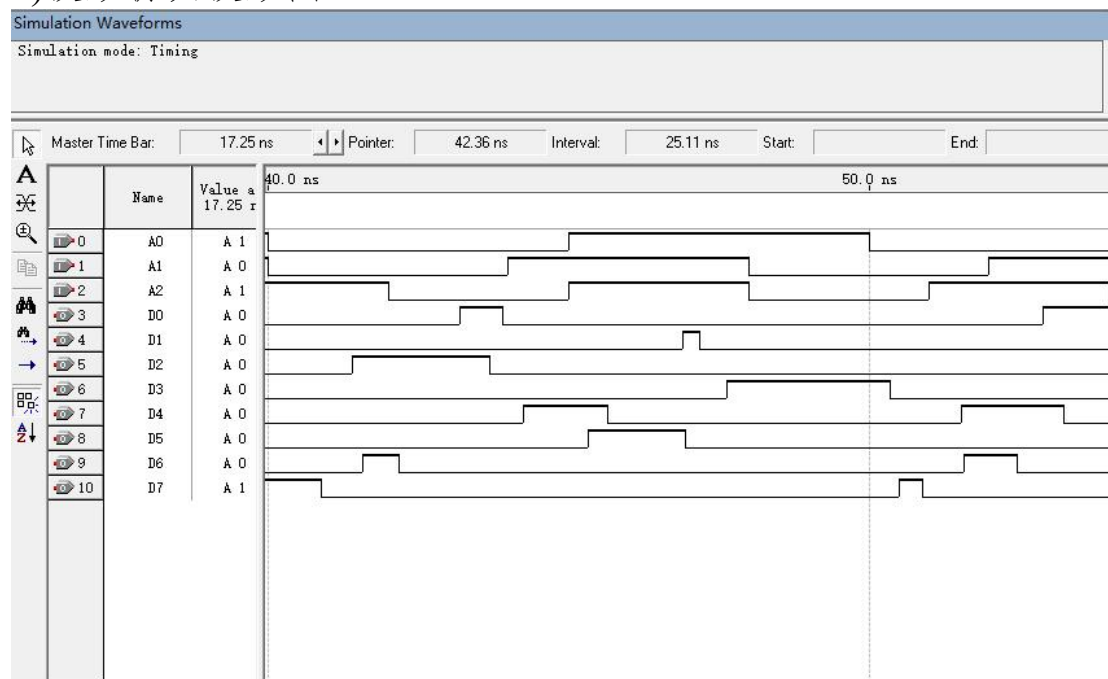 Simulation Waveforms
Simulation mode: Timing
Master Time Bar: 17.25 ns Pointer: 42.36 ns Interval: 25.11 ns Start: End:
Name Value a 40.0 ns 50.0 ns
17.25 r
0 A0 A 1
1 A1 A 0
2 A2 A 1
3 D0 A 0
4 D1 A 0
5 D2 A 0
6 D3 A 0
7 D4 A 0
8 D5 A 0
9 D6 A 0
10 D7 A 1